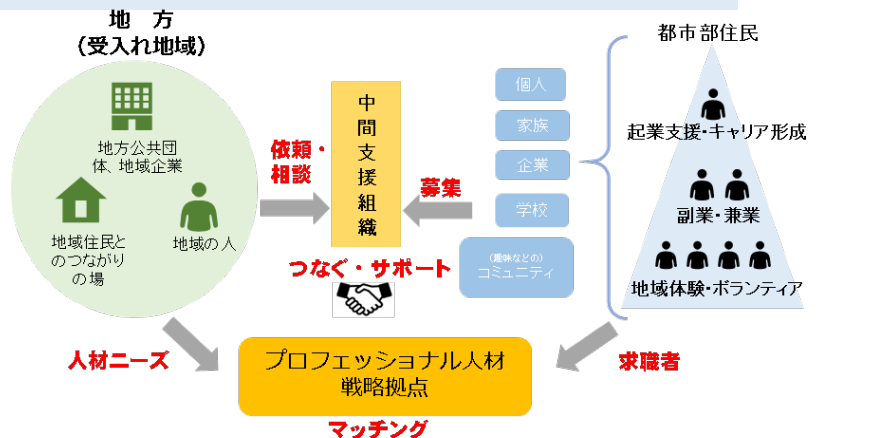 地　方
（受入れ地域）
地方公共団
体、地域企業
地域住民と
のつながり
の場
地域の人
依頼・
相談
中間支援組織
つなぐ・サポート
募集
個人
家族
企業
学校
（趣味などの）
コミュニティ
都市部住民
起業支援・キャリア形成
副業・兼業
地域体験・ボランティア
人材ニーズ
プロフェッショナル人材
戦略拠点
マッチング
求職者